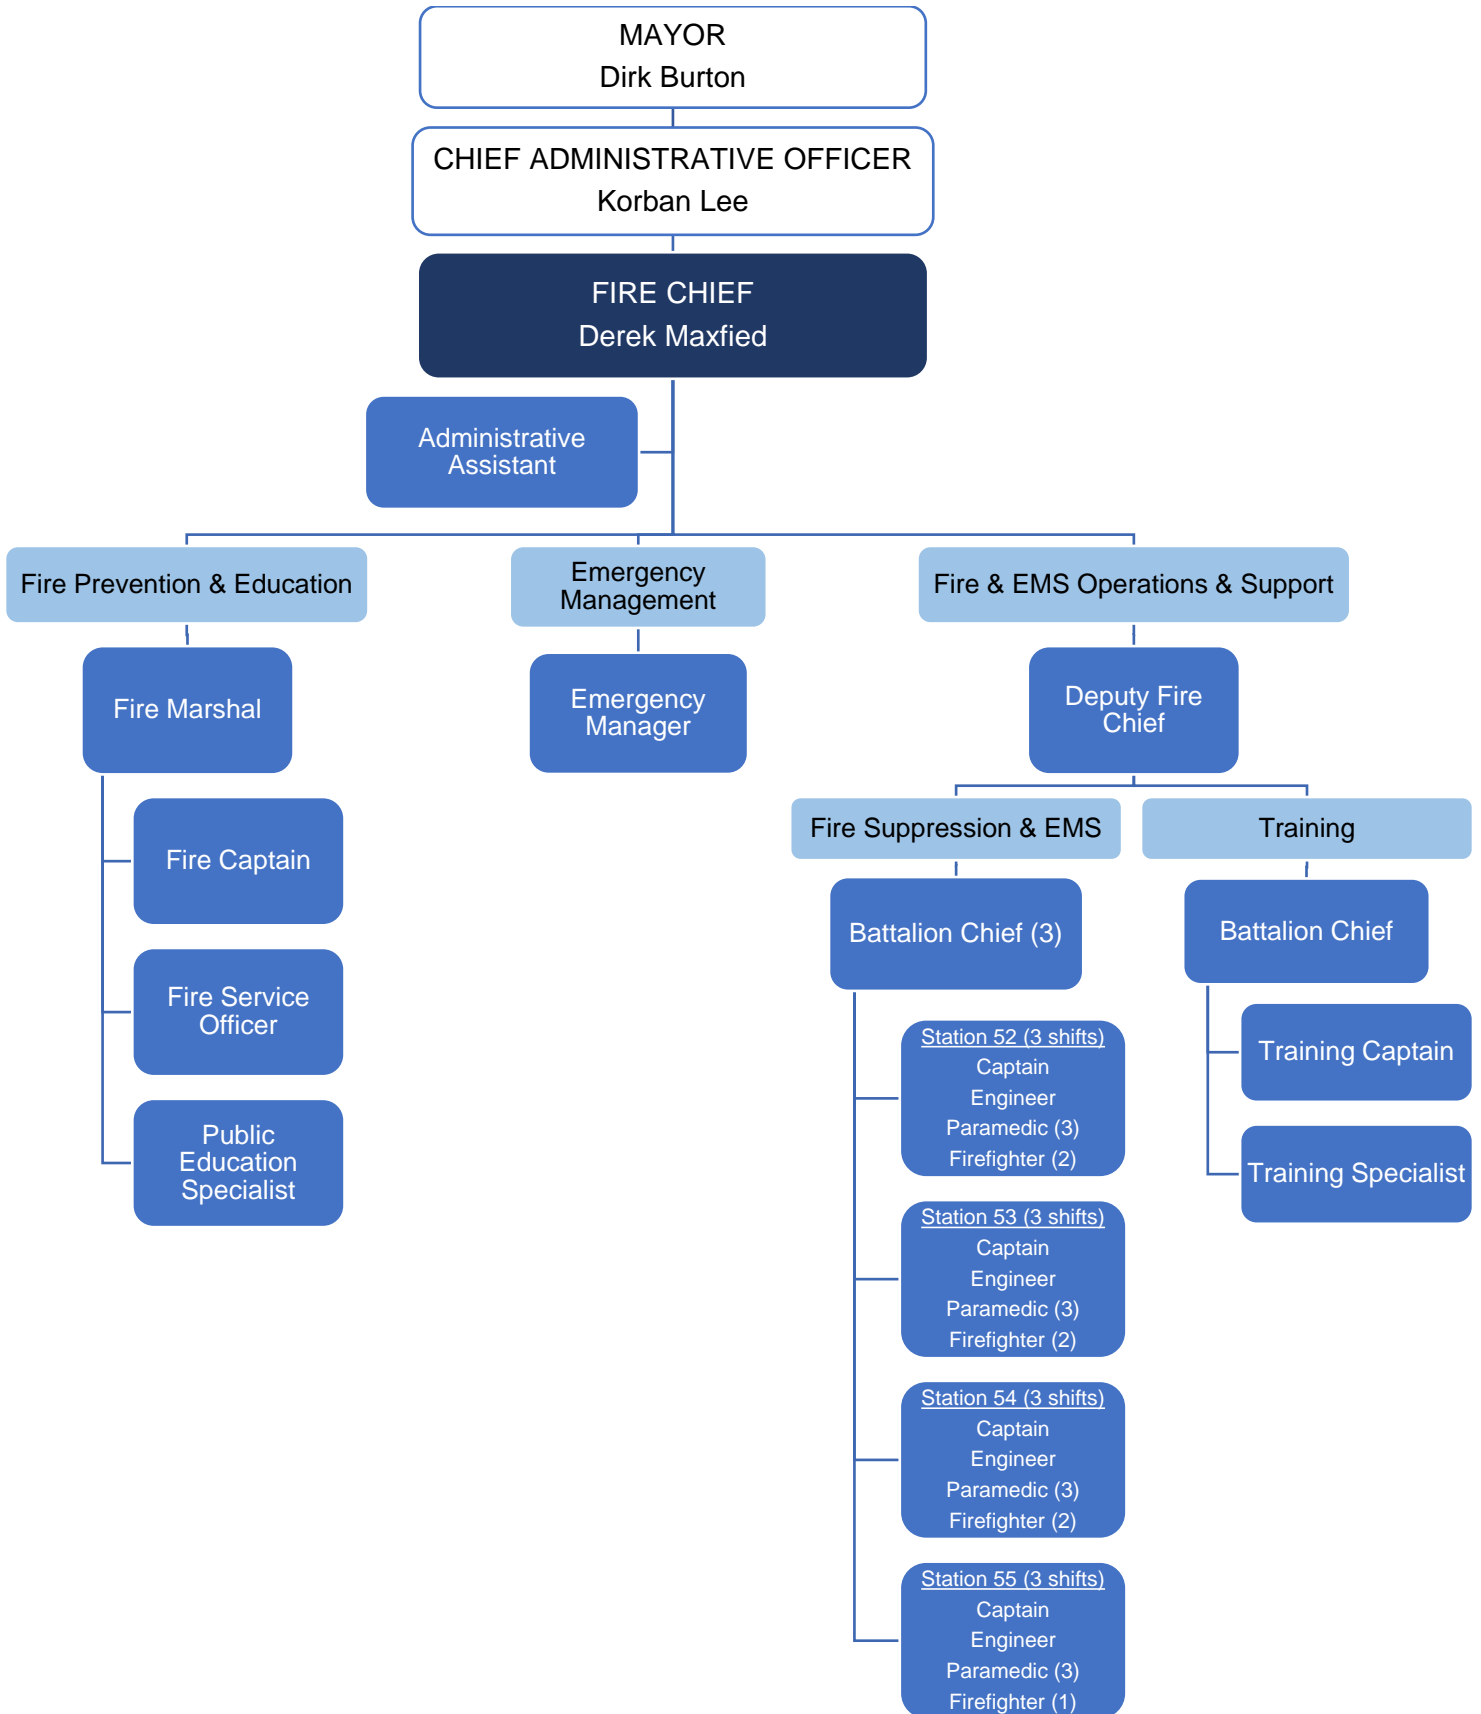 MAYOR
Dirk Burton
CHIEF ADMINISTRATIVE OFFICER
Korban Lee
FIRE CHIEF
Derek Maxfied
Administrative
Assistant
Fire Prevention & Education
Emergency
Management
Fire & EMS Operations & Support
Fire Marshal
Emergency
Manager
Deputy Fire
Chief
Fire Captain
Fire Service
Officer
Public
Education
Specialist
Fire Suppression & EMS
Training
Battalion Chief (3)
Battalion Chief
Station 52 (3 shifts)
Captain
Engineer
Paramedic (3)
Firefighter (2)
Station 53 (3 shifts)
Captain
Engineer
Paramedic (3)
Firefighter (2)
Station 54 (3 shifts)
Captain
Engineer
Paramedic (3)
Firefighter (2)
Station 55 (3 shifts)
Captain
Engineer
Paramedic (3)
Firefighter (1)
Training Captain
Training Specialist